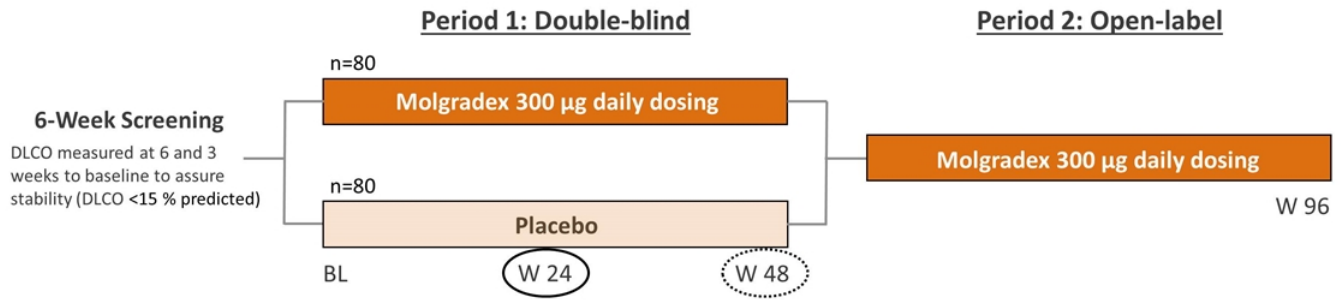 Period 1: Double-blind
Period 2: Open-label
n=80
Molgradex 300 µg daily dosing
6-Week Screening
DLCO measured at 6 and 3
weeks to baseline to assure
stability (DLCO <15 % predicted)
Molgradex 300 µg daily dosing
n=80
Placebo
W 96
BL
W 24
W 48